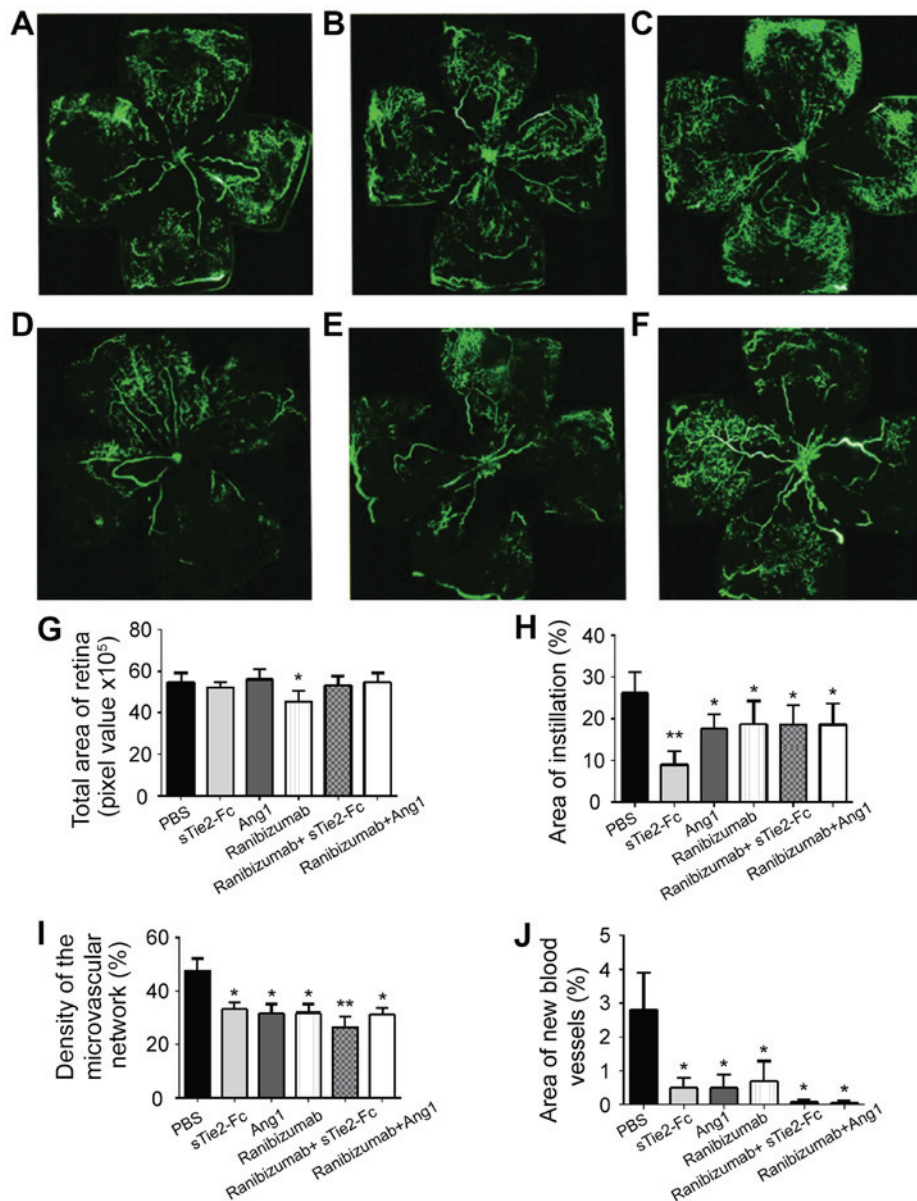 A
B
C
D
E
F
G
Total area of retina
(pixel value x10⁵)
80
60
40
20
0
*
PBS
sTie2-Fc
Ang1
Ranibizumab
Ranibizumab+ sTie2-Fc
Ranibizumab+Ang1
H
Area of instillation (%)
40
30
20
10
0
**
*
*
*
*
PBS
sTie2-Fc
Ang1
Ranibizumab
Ranibizumab+ sTie2-Fc
Ranibizumab+Ang1
I
Density of the
microvascular
network (%)
60
40
20
0
*
*
*
**
*
PBS
sTie2-Fc
Ang1
Ranibizumab
Ranibizumab+ sTie2-Fc
Ranibizumab+Ang1
J
Area of new blood
vessels (%)
5
4
3
2
1
0
*
*
*
*
*
PBS
sTie2-Fc
Ang1
Ranibizumab
Ranibizumab+ sTie2-Fc
Ranibizumab+Ang1